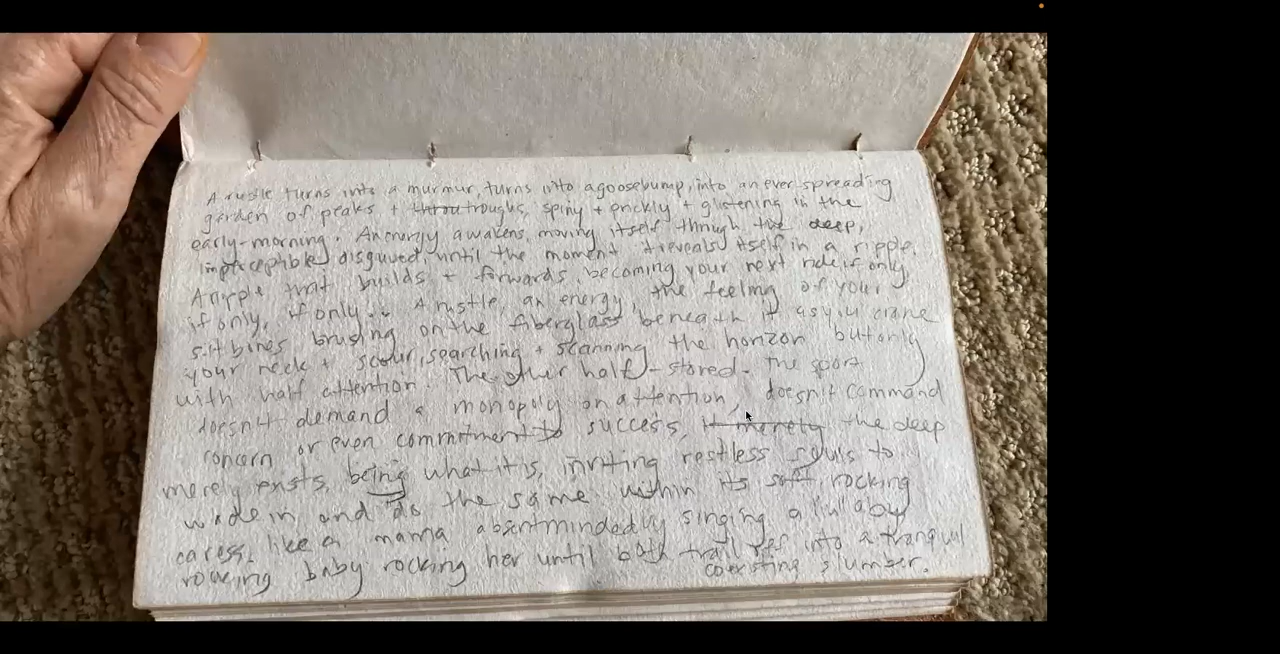 A rustle turns into a murmur, turns into a goosebump, into an ever-spreading
garden of peaks + throu troughs, spiny + prickly + glistening in the
early-morning. An energy awakens, moving itself through the deep,
disguised, until the moment it reveals itself in a ripple.
A ripple that builds + forwards, becoming your next ride, if only,
if only, if only... A rustle, an energy, the feeling of your
sitbones brusing on the fiberglass beneath it as you crane
your neck + scour, searching + scanning the horizon but only
with half attention. The other half - stored - The sport
doesn't demand a monopoly on attention, doesn't command
concern or even commitment to success, it merely the deep
merely exists, being what it is, inviting restless souls to
wade in, and do the same within its soft rocking
caress, like a mama absentmindedly singing a lullaby
rocking baby rocking her until both trail off into a tranquil
coexisting slumber.